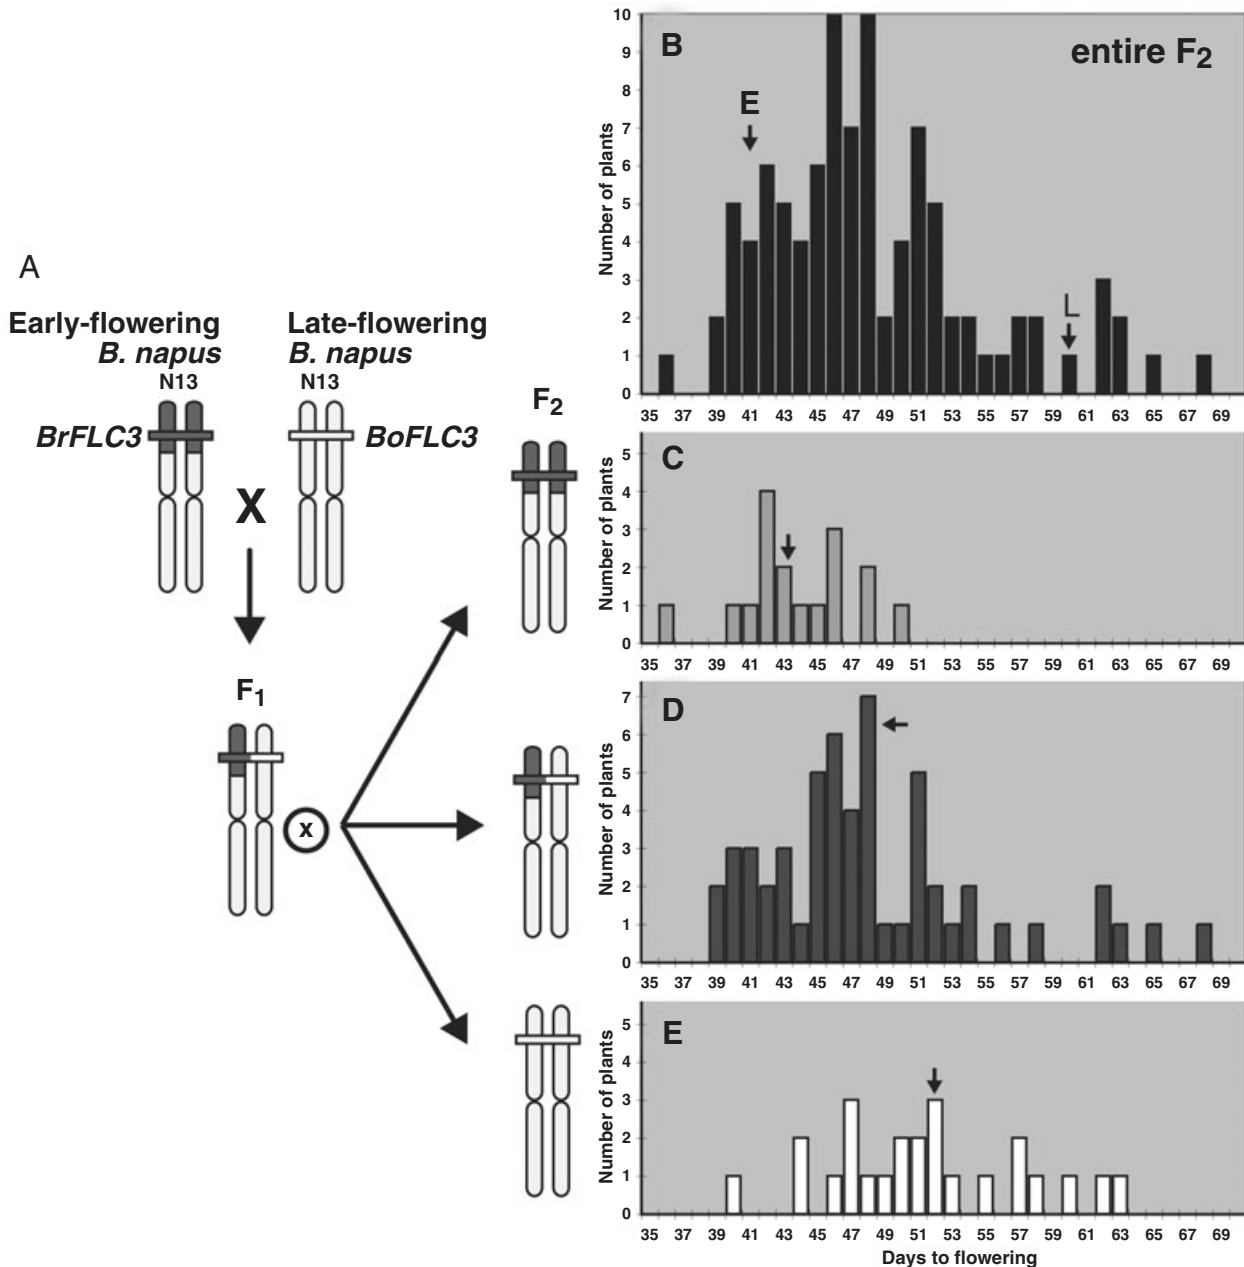 A
Early-flowering
B. napus
N13
Late-flowering
B. napus
N13
BrFLC3
BoFLC3
X
F1
x
F2
B
entire F2
E
L
Number of plants
10
9
8
7
6
5
4
3
2
1
0
35 37 39 41 43 45 47 49 51 53 55 57 59 61 63 65 67 69
C
Number of plants
5
4
3
2
1
0
35 37 39 41 43 45 47 49 51 53 55 57 59 61 63 65 67 69
D
Number of plants
7
6
5
4
3
2
1
0
35 37 39 41 43 45 47 49 51 53 55 57 59 61 63 65 67 69
E
Number of plants
5
4
3
2
1
0
35 37 39 41 43 45 47 49 51 53 55 57 59 61 63 65 67 69
Days to flowering